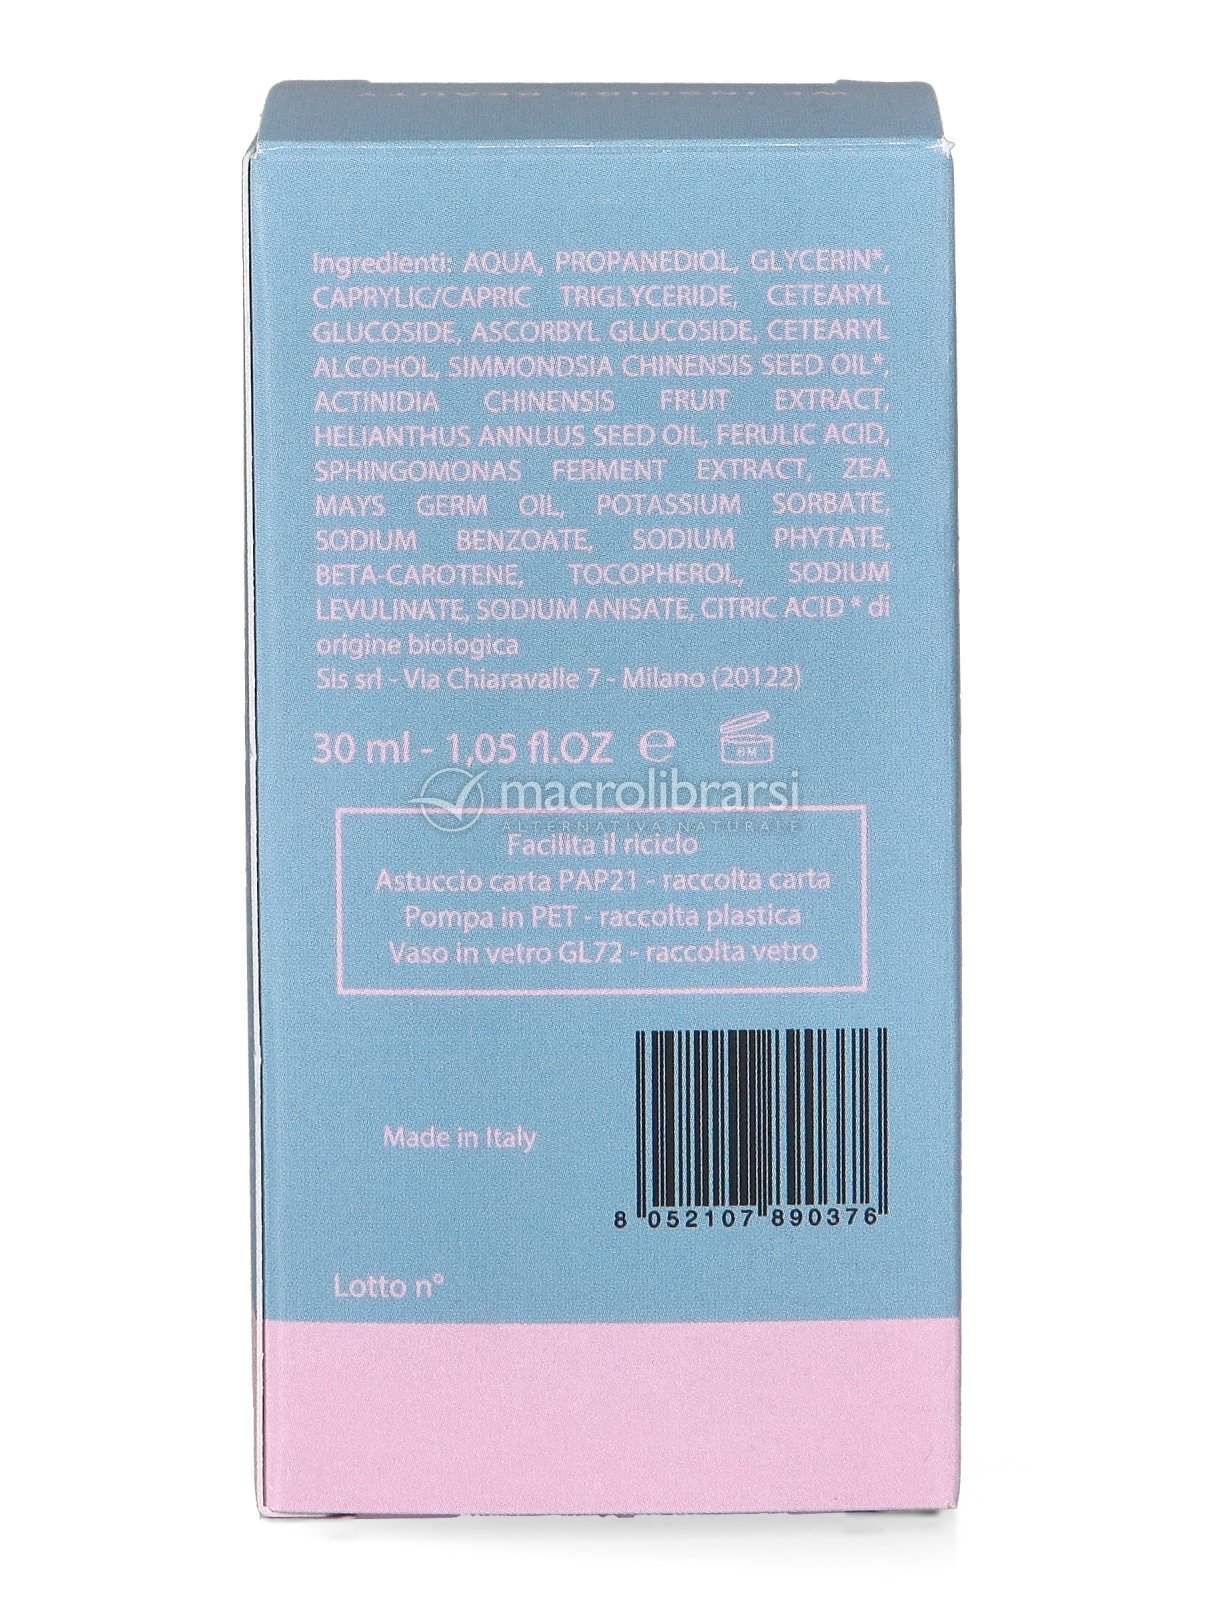 Ingredienti: AQUA, PROPANEDIOL, GLYCERIN*,
CAPRYLIC/CAPRIC TRIGLYCERIDE, CETEARYL
GLUCOSIDE, ASCORBYL GLUCOSIDE, CETEARYL
ALCOHOL, SIMMONDSIA CHINENSIS SEED OIL*,
ACTINIDIA CHINENSIS FRUIT EXTRACT,
HELIANTHUS ANNUUS SEED OIL, FERULIC ACID,
SPHINGOMONAS FERMENT EXTRACT, ZEA
MAYS GERM OIL, POTASSIUM SORBATE,
SODIUM BENZOATE, SODIUM PHYTATE,
BETA-CAROTENE, TOCOPHEROL, SODIUM
LEVULINATE, SODIUM ANISATE, CITRIC ACID * di
origine biologica
Sis srl - Via Chiaravalle 7 - Milano (20122)
30 ml - 1,05 fl.OZ ℮
macrolibrarsi
ALTERNATIVA NATURALE
Facilita il riciclo
Astuccio carta PAP21 - raccolta carta
Pompa in PET - raccolta plastica
Vaso in vetro GL72 - raccolta vetro
Made in Italy
8 052107 890376
Lotto n°